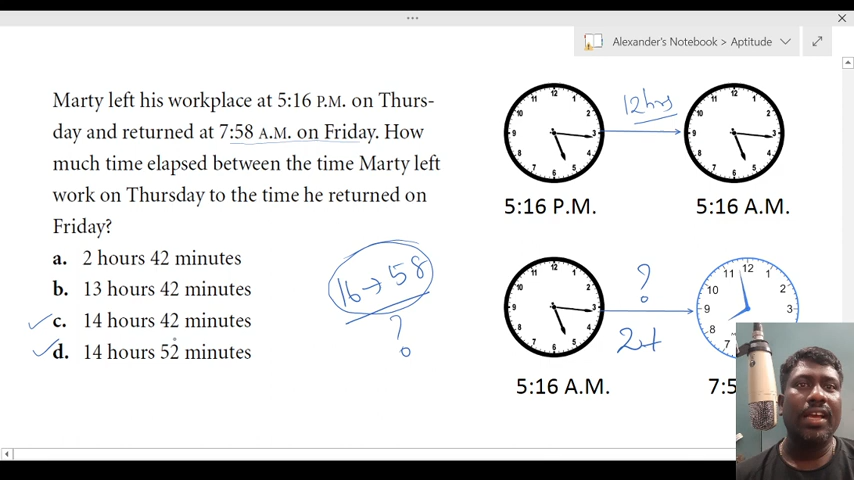 Alexander's Notebook > Aptitude
Marty left his workplace at 5:16 P.M. on Thurs-
day and returned at 7:58 A.M. on Friday. How
much time elapsed between the time Marty left
work on Thursday to the time he returned on
Friday?
a. 2 hours 42 minutes
b. 13 hours 42 minutes
c. 14 hours 42 minutes
d. 14 hours 52 minutes
16→58
?
12hrs
5:16 P.M.
5:16 A.M.
?
2+
5:16 A.M.
7:5